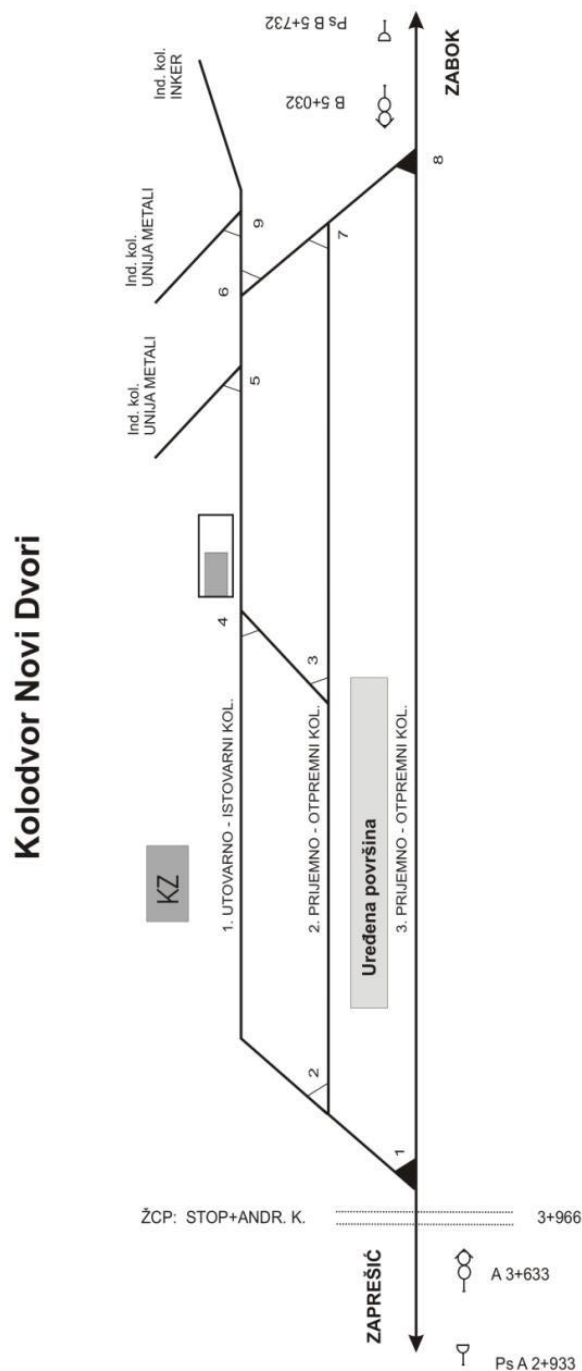 Kolodvor Novi Dvori
Ind. kol.
INKER
Ind. kol.
UNIJA METALI
Ind. kol.
UNIJA METALI
Ps B 5+732
B 5+032
ZABOK
8
9
7
6
5
4
3
KZ
1. UTOVARNO - ISTOVARNI KOL.
2. PRIJEMNO - OTPREMNI KOL.
Uređena površina
3. PRIJEMNO - OTPREMNI KOL.
2
1
ŽCP: STOP+ANDR. K.
3+966
ZAPREŠIĆ
A 3+633
Ps A 2+933